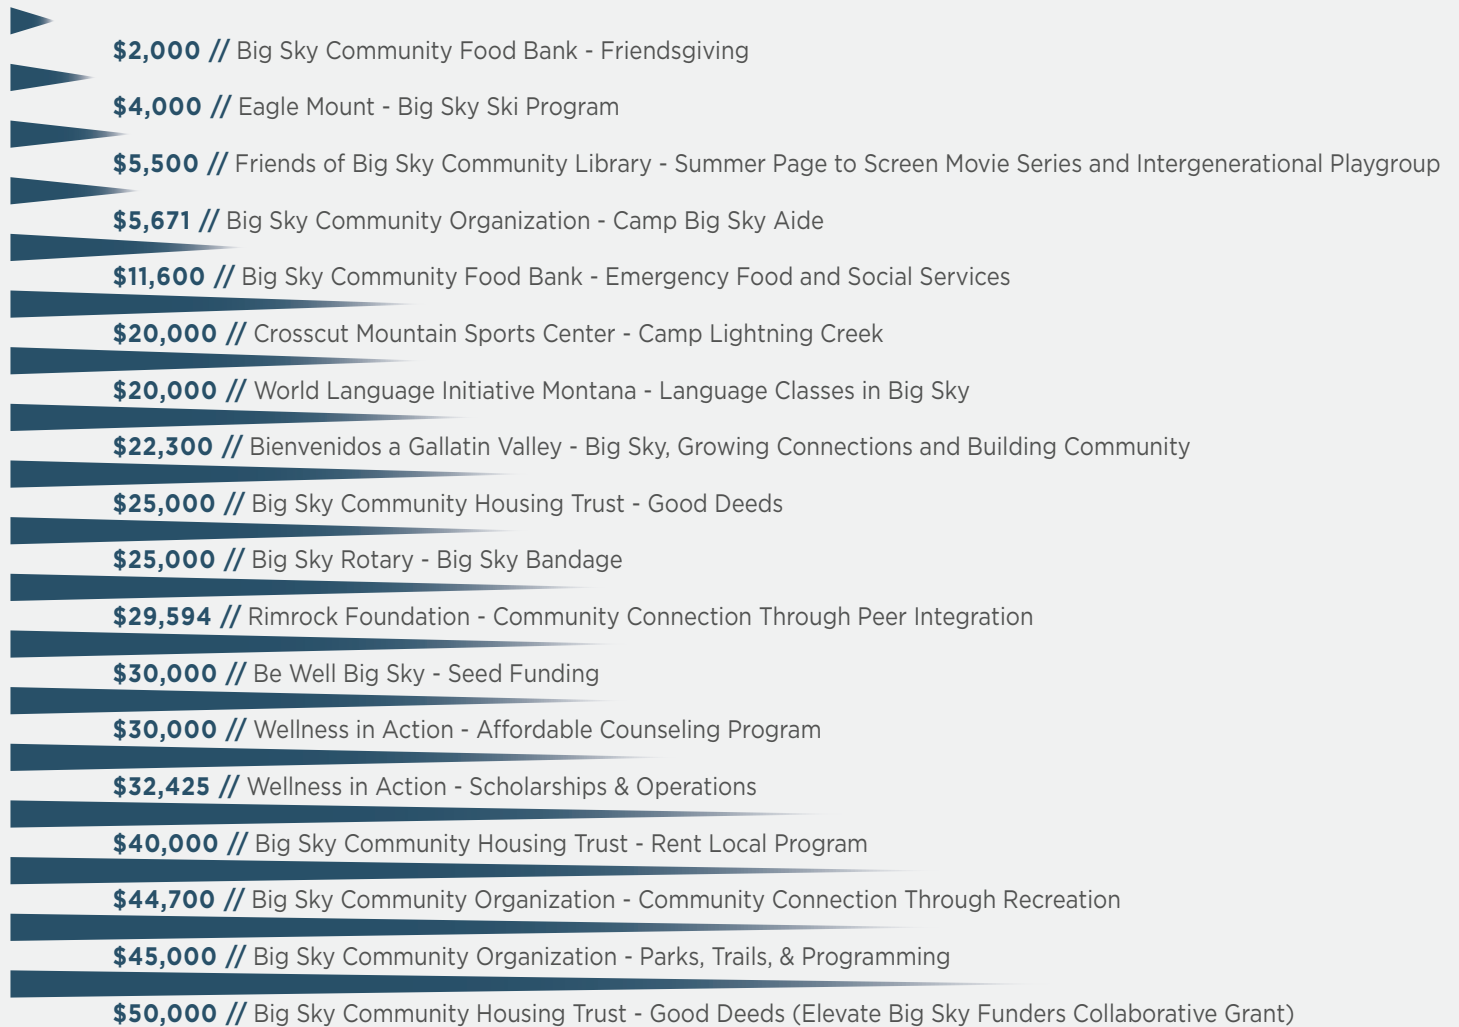 $2,000 // Big Sky Community Food Bank - Friendsgiving
$4,000 // Eagle Mount - Big Sky Ski Program
$5,500 // Friends of Big Sky Community Library - Summer Page to Screen Movie Series and Intergenerational Playgroup
$5,671 // Big Sky Community Organization - Camp Big Sky Aide
$11,600 // Big Sky Community Food Bank - Emergency Food and Social Services
$20,000 // Crosscut Mountain Sports Center - Camp Lightning Creek
$20,000 // World Language Initiative Montana - Language Classes in Big Sky
$22,300 // Bienvenidos a Gallatin Valley - Big Sky, Growing Connections and Building Community
$25,000 // Big Sky Community Housing Trust - Good Deeds
$25,000 // Big Sky Rotary - Big Sky Bandage
$29,594 // Rimrock Foundation - Community Connection Through Peer Integration
$30,000 // Be Well Big Sky - Seed Funding
$30,000 // Wellness in Action - Affordable Counseling Program
$32,425 // Wellness in Action - Scholarships & Operations
$40,000 // Big Sky Community Housing Trust - Rent Local Program
$44,700 // Big Sky Community Organization - Community Connection Through Recreation
$45,000 // Big Sky Community Organization - Parks, Trails, & Programming
$50,000 // Big Sky Community Housing Trust - Good Deeds (Elevate Big Sky Funders Collaborative Grant)